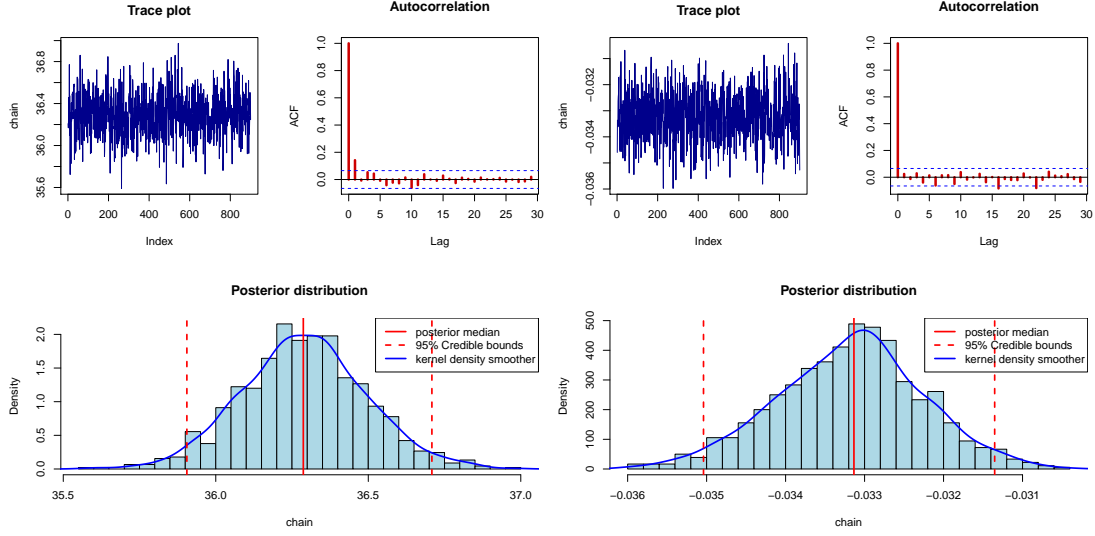 Trace plot
chain
36.8
36.4
36.0
35.6
0 200 400 600 800
Index
Autocorrelation
ACF
1.0
0.8
0.6
0.4
0.2
0.0
0 5 10 15 20 25 30
Lag
Trace plot
chain
−0.032
−0.034
−0.036
0 200 400 600 800
Index
Autocorrelation
ACF
1.0
0.8
0.6
0.4
0.2
0.0
0 5 10 15 20 25 30
Lag
Posterior distribution
Density
2.0
1.5
1.0
0.5
0.0
posterior median
95% Credible bounds
kernel density smoother
35.5 36.0 36.5 37.0
chain
Posterior distribution
Density
500
400
300
200
100
0
posterior median
95% Credible bounds
kernel density smoother
−0.036 −0.035 −0.034 −0.033 −0.032 −0.031
chain